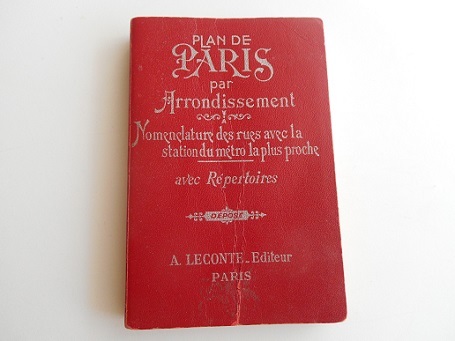 PLAN DE
PARIS
par
Arrondissement
Nomenclature des rues avec la
station du métro la plus proche
avec Répertoires
DÉPOSÉ
A. LECONTE - Editeur
PARIS